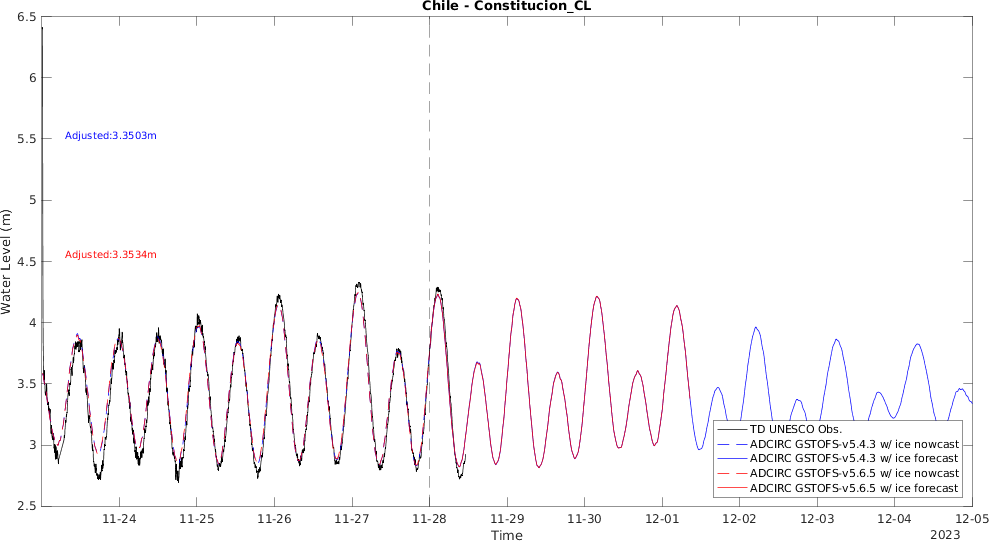 Chile - Constitucion_CL
6.5
6
5.5
5
4.5
4
3.5
3
2.5
Water Level (m)
Adjusted:3.3503m
Adjusted:3.3534m
TD UNESCO Obs.
ADCIRC GSTOFS-v5.4.3 w/ ice nowcast
ADCIRC GSTOFS-v5.4.3 w/ ice forecast
ADCIRC GSTOFS-v5.6.5 w/ ice nowcast
ADCIRC GSTOFS-v5.6.5 w/ ice forecast
11-24 11-25 11-26 11-27 11-28 11-29 11-30 12-01 12-02 12-03 12-04 12-05
Time
2023